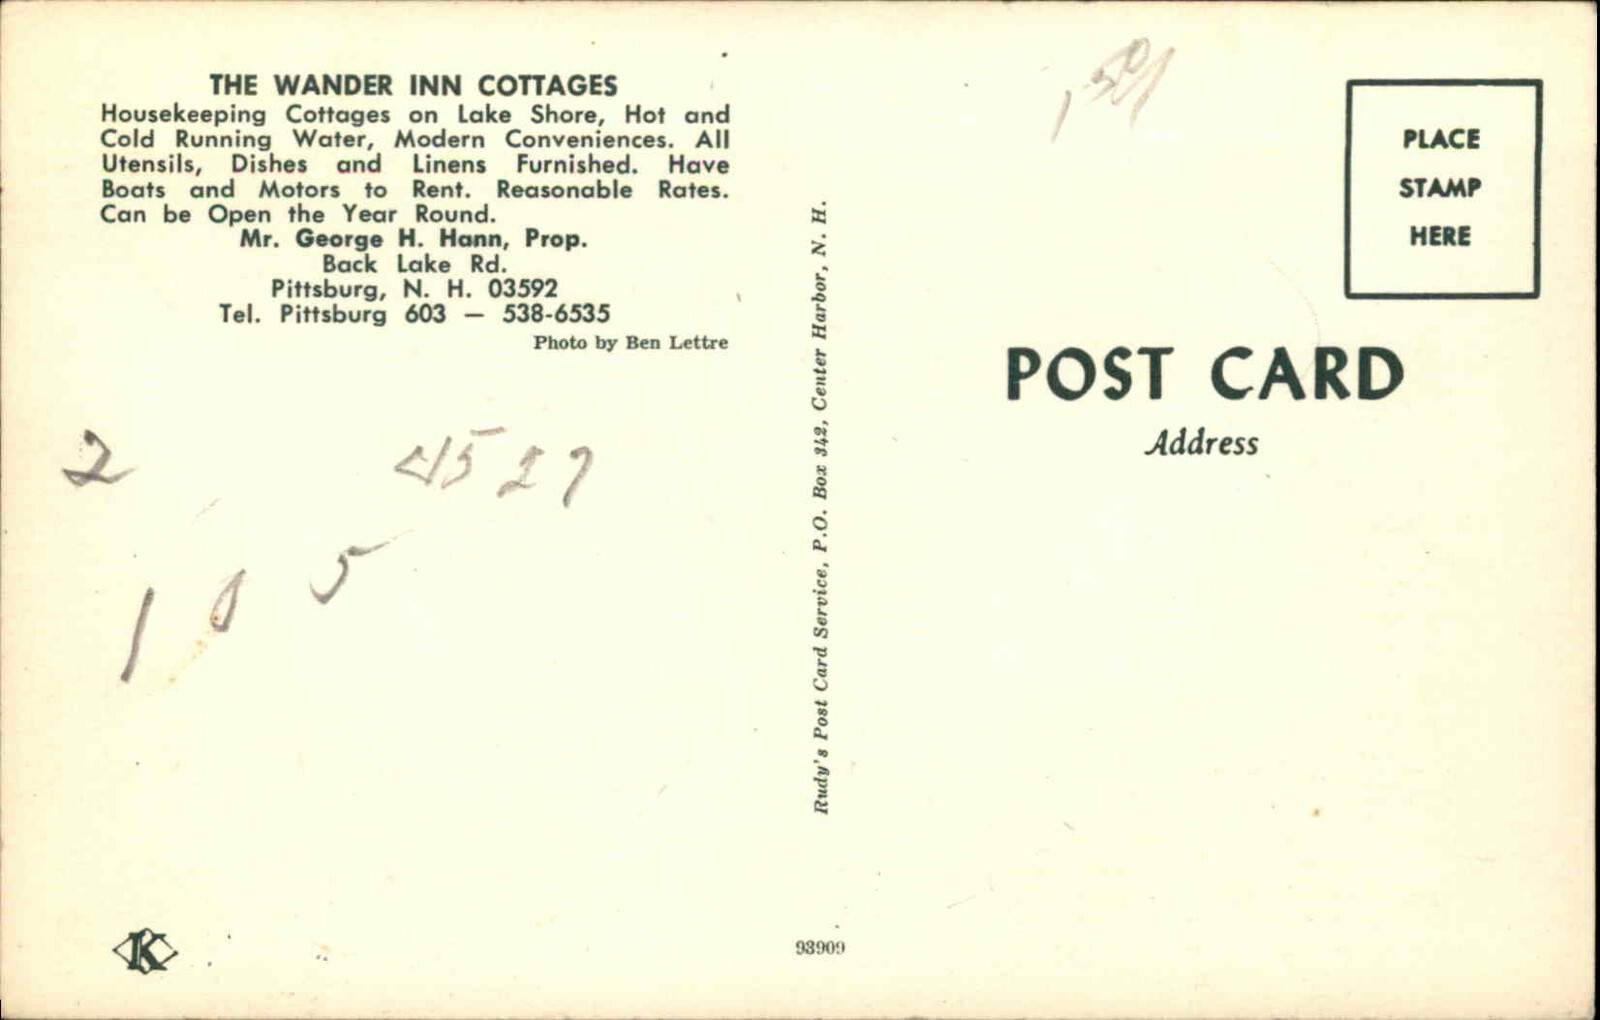 THE WANDER INN COTTAGES
Housekeeping Cottages on Lake Shore, Hot and
Cold Running Water, Modern Conveniences. All
Utensils, Dishes and Linens Furnished. Have
Boats and Motors to Rent. Reasonable Rates.
Can be Open the Year Round.
Mr. George H. Hann, Prop.
Back Lake Rd.
Pittsburg, N. H. 03592
Tel. Pittsburg 603 — 538-6535
Photo by Ben Lettre
2
4527
105
K
Rudy's Post Card Service, P.O. Box 342, Center Harbor, N. H.
93909
PLACE
STAMP
HERE
POST CARD
Address